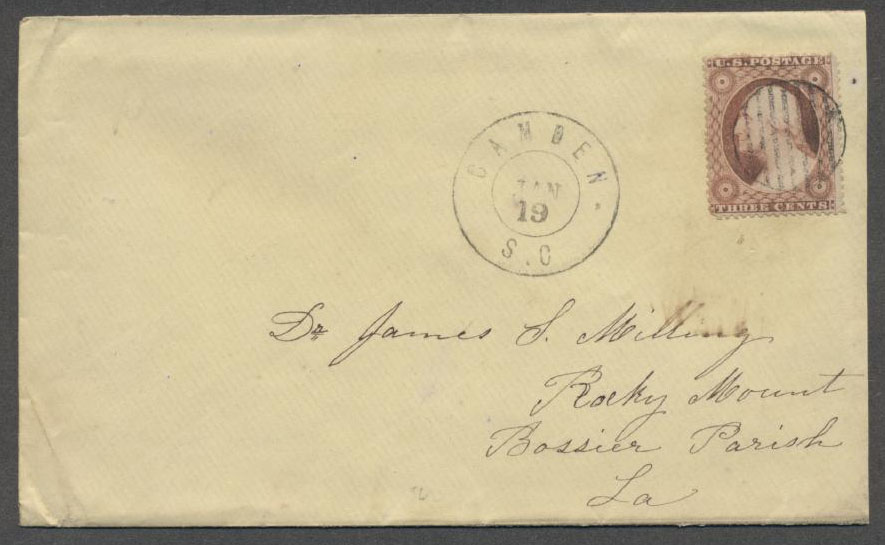 U.S. POSTAGE
THREE CENTS
CAMDEN.
JAN
19
S.C
Dr James S. Milling
Rocky Mount
Bossier Parish
La